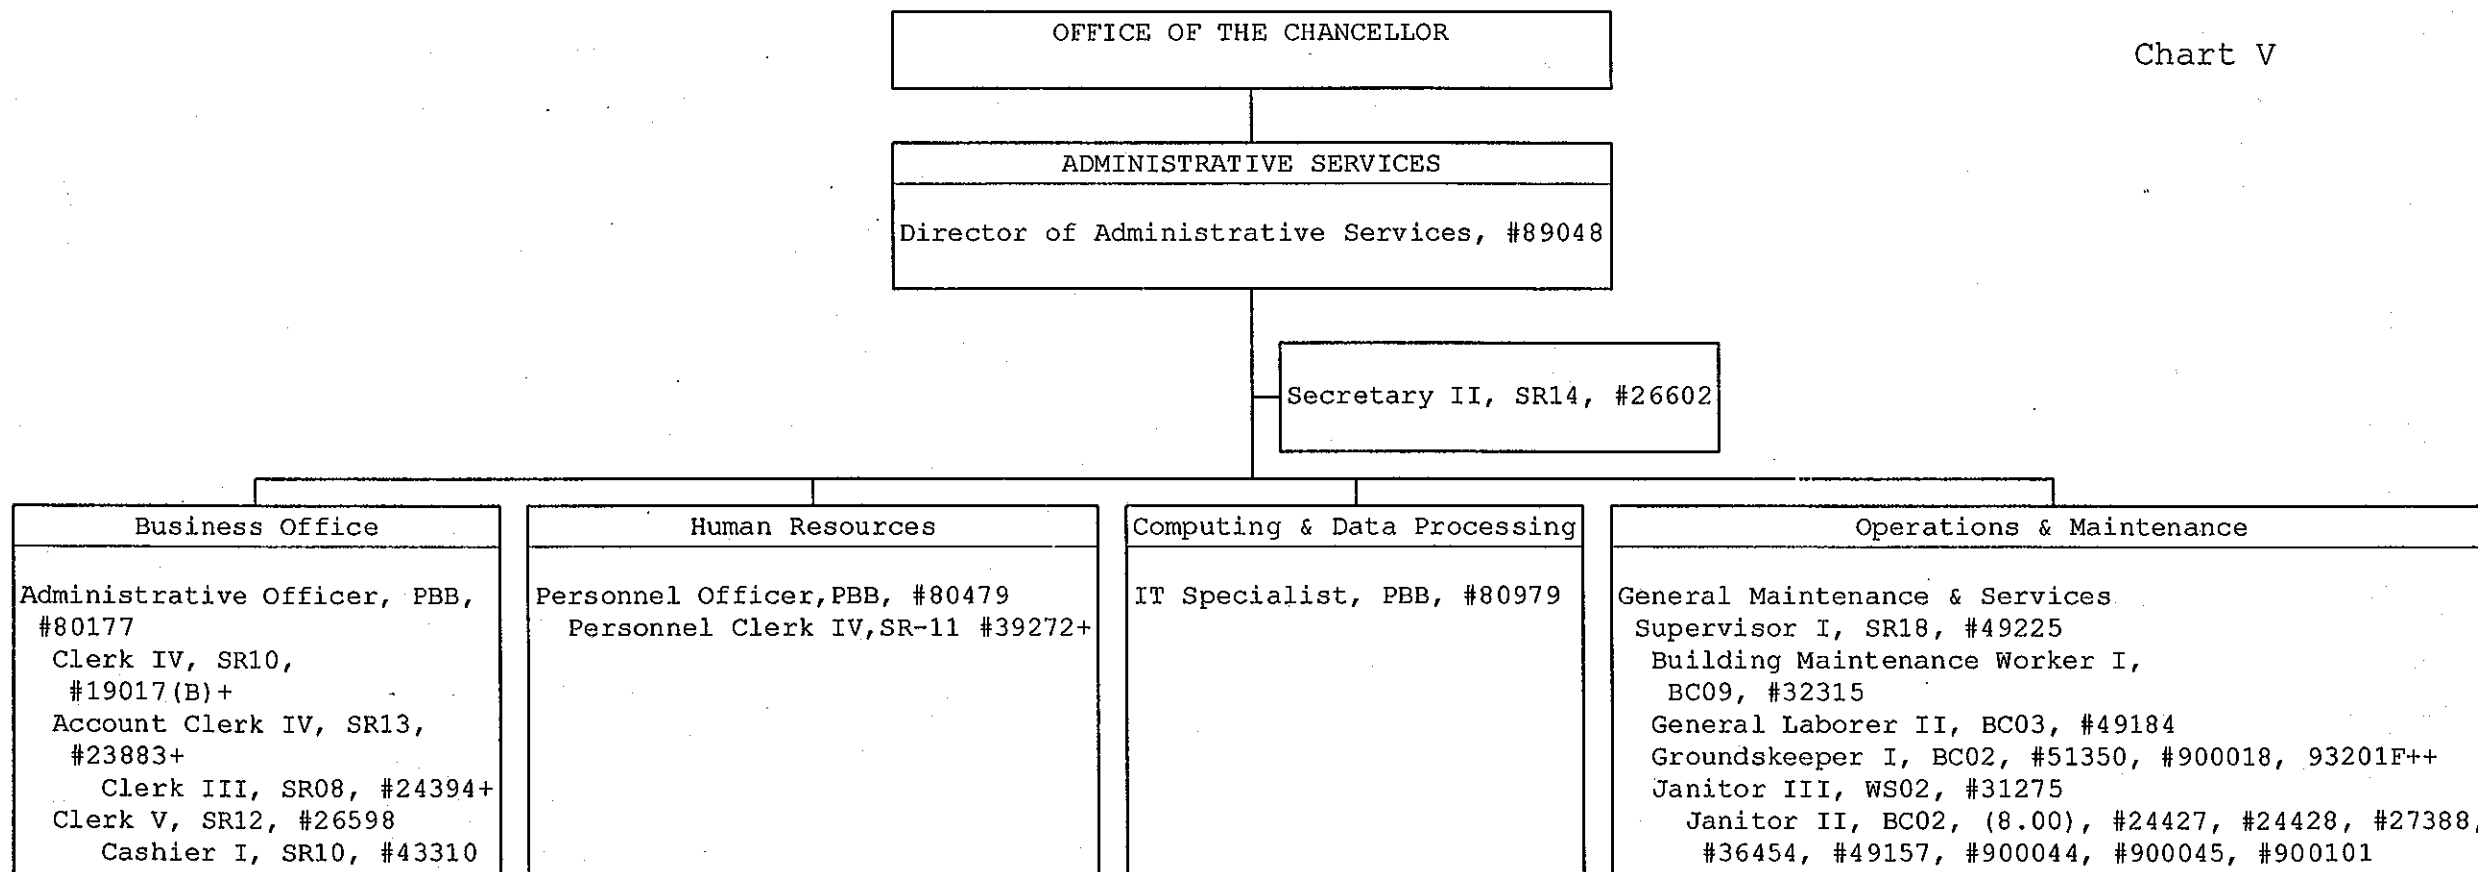 OFFICE OF THE CHANCELLOR
Chart V
ADMINISTRATIVE SERVICES
Director of Administrative Services, #89048
Secretary II, SR14, #26602
Business Office
Administrative Officer, PBB,
#80177
Clerk IV, SR10,
#19017(B)+
Account Clerk IV, SR13,
#23883+
Clerk III, SR08, #24394+
Clerk V, SR12, #26598
Cashier I, SR10, #43310
Human Resources
Personnel Officer,PBB, #80479
Personnel Clerk IV,SR-11 #39272+
Computing & Data Processing
IT Specialist, PBB, #80979
Operations & Maintenance
General Maintenance & Services
Supervisor I, SR18, #49225
Building Maintenance Worker I,
BC09, #32315
General Laborer II, BC03, #49184
Groundskeeper I, BC02, #51350, #900018, 93201F++
Janitor III, WS02, #31275
Janitor II, BC02, (8.00), #24427, #24428, #27388,
#36454, #49157, #900044, #900045, #900101